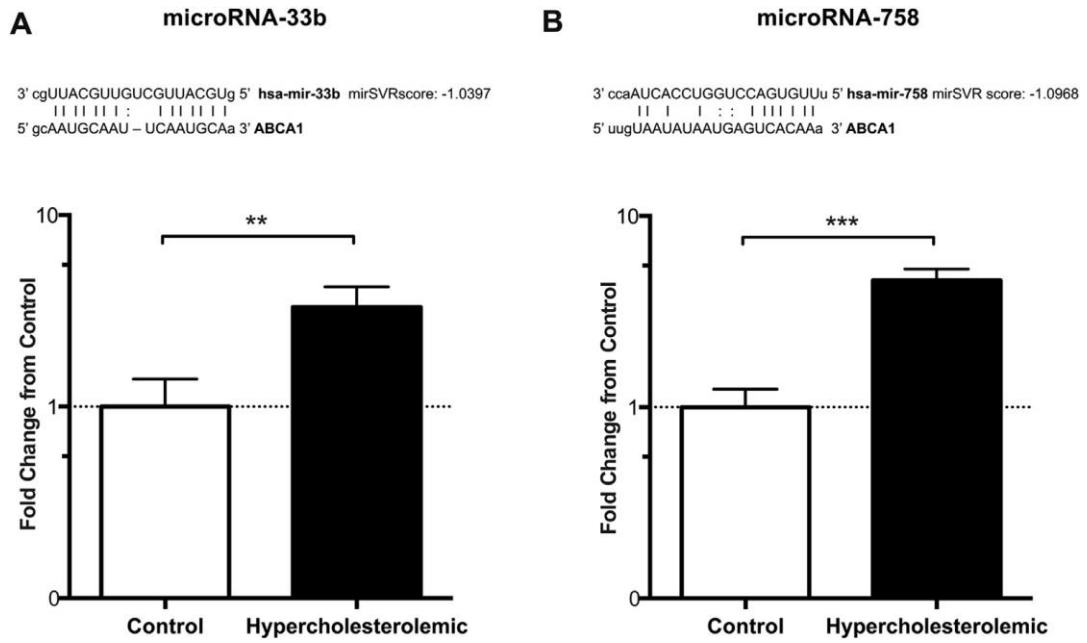 A
microRNA-33b
3’ cgUUACGUUGUCGUUACGUg 5’ hsa-mir-33b mirSVRscore: -1.0397
5’ gcAAUGCAAU – UCAAUGCAa 3’ ABCA1
**
10
1
0
Fold Change from Control
Control Hypercholesterolemic
B
microRNA-758
3’ ccaAUCACCUGGUCCAGUGUUu 5’ hsa-mir-758 mirSVR score: -1.0968
5’ uugUAAUAUAAUGAGUCACAAa 3’ ABCA1
***
10
1
0
Fold Change from Control
Control Hypercholesterolemic